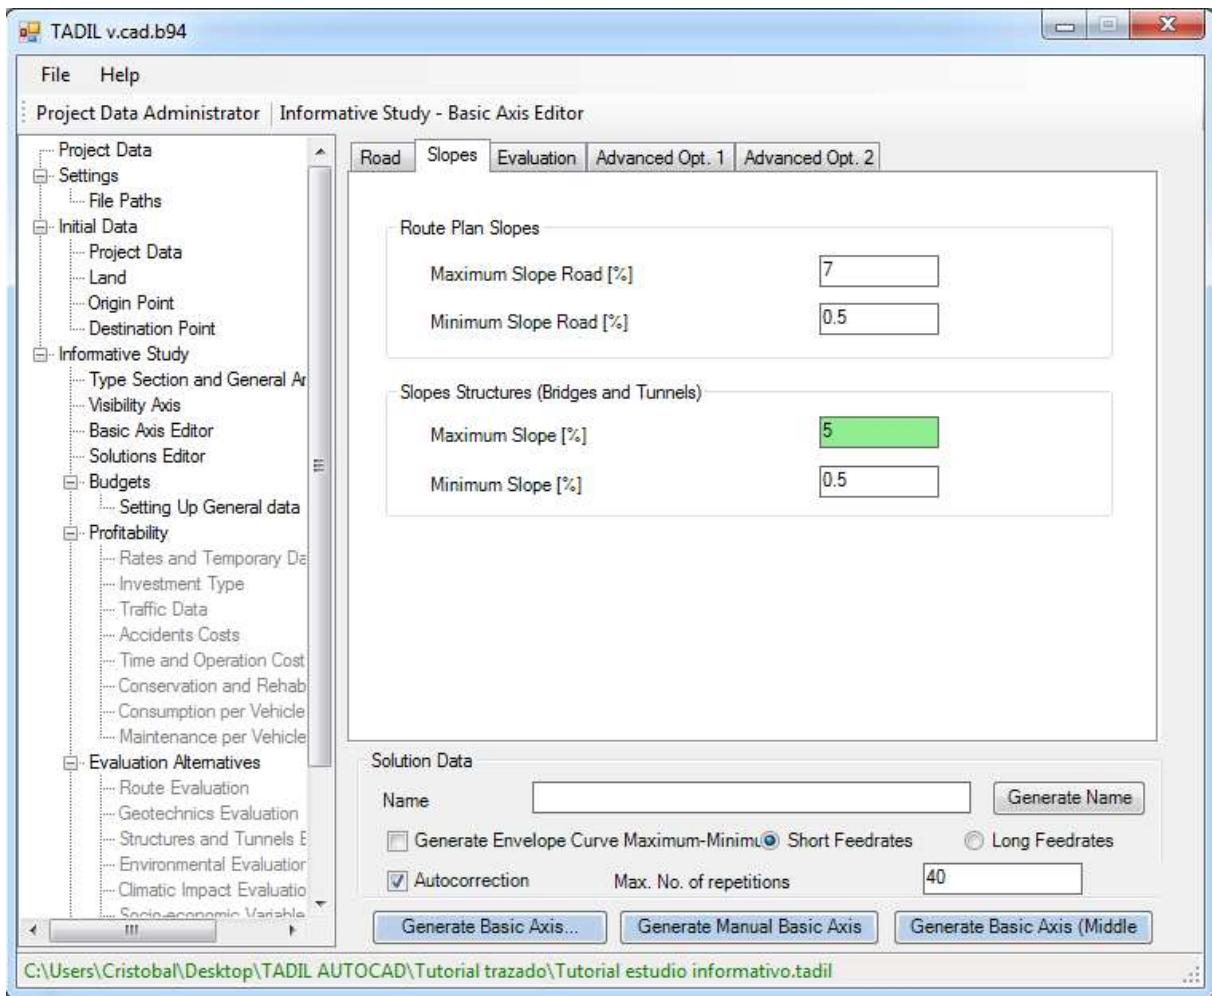 TADIL v.cad.b94
File Help
Project Data Administrator Informative Study - Basic Axis Editor
Project Data
Settings
File Paths
Initial Data
Project Data
Land
Origin Point
Destination Point
Informative Study
Type Section and General Ar
Visibility Axis
Basic Axis Editor
Solutions Editor
Budgets
Setting Up General data
Profitability
Rates and Temporary Da
Investment Type
Traffic Data
Accidents Costs
Time and Operation Cost
Conservation and Rehab
Consumption per Vehicle
Maintenance per Vehicle
Evaluation Alternatives
Route Evaluation
Geotechnics Evaluation
Structures and Tunnels E
Environmental Evaluation
Climatic Impact Evaluatio
Socio-economic Variable
Road Slopes Evaluation Advanced Opt. 1 Advanced Opt. 2
Route Plan Slopes
Maximum Slope Road [%] 7
Minimum Slope Road [%] 0.5
Slopes Structures (Bridges and Tunnels)
Maximum Slope [%] 5
Minimum Slope [%] 0.5
Solution Data
Name Generate Name
Generate Envelope Curve Maximum-Minimu Short Feedrates Long Feedrates
Autocorrection Max. No. of repetitions 40
Generate Basic Axis... Generate Manual Basic Axis Generate Basic Axis (Middle
C:\Users\Cristobal\Desktop\TADIL AUTOCAD\Tutorial trazado\Tutorial estudio informativo.tadil